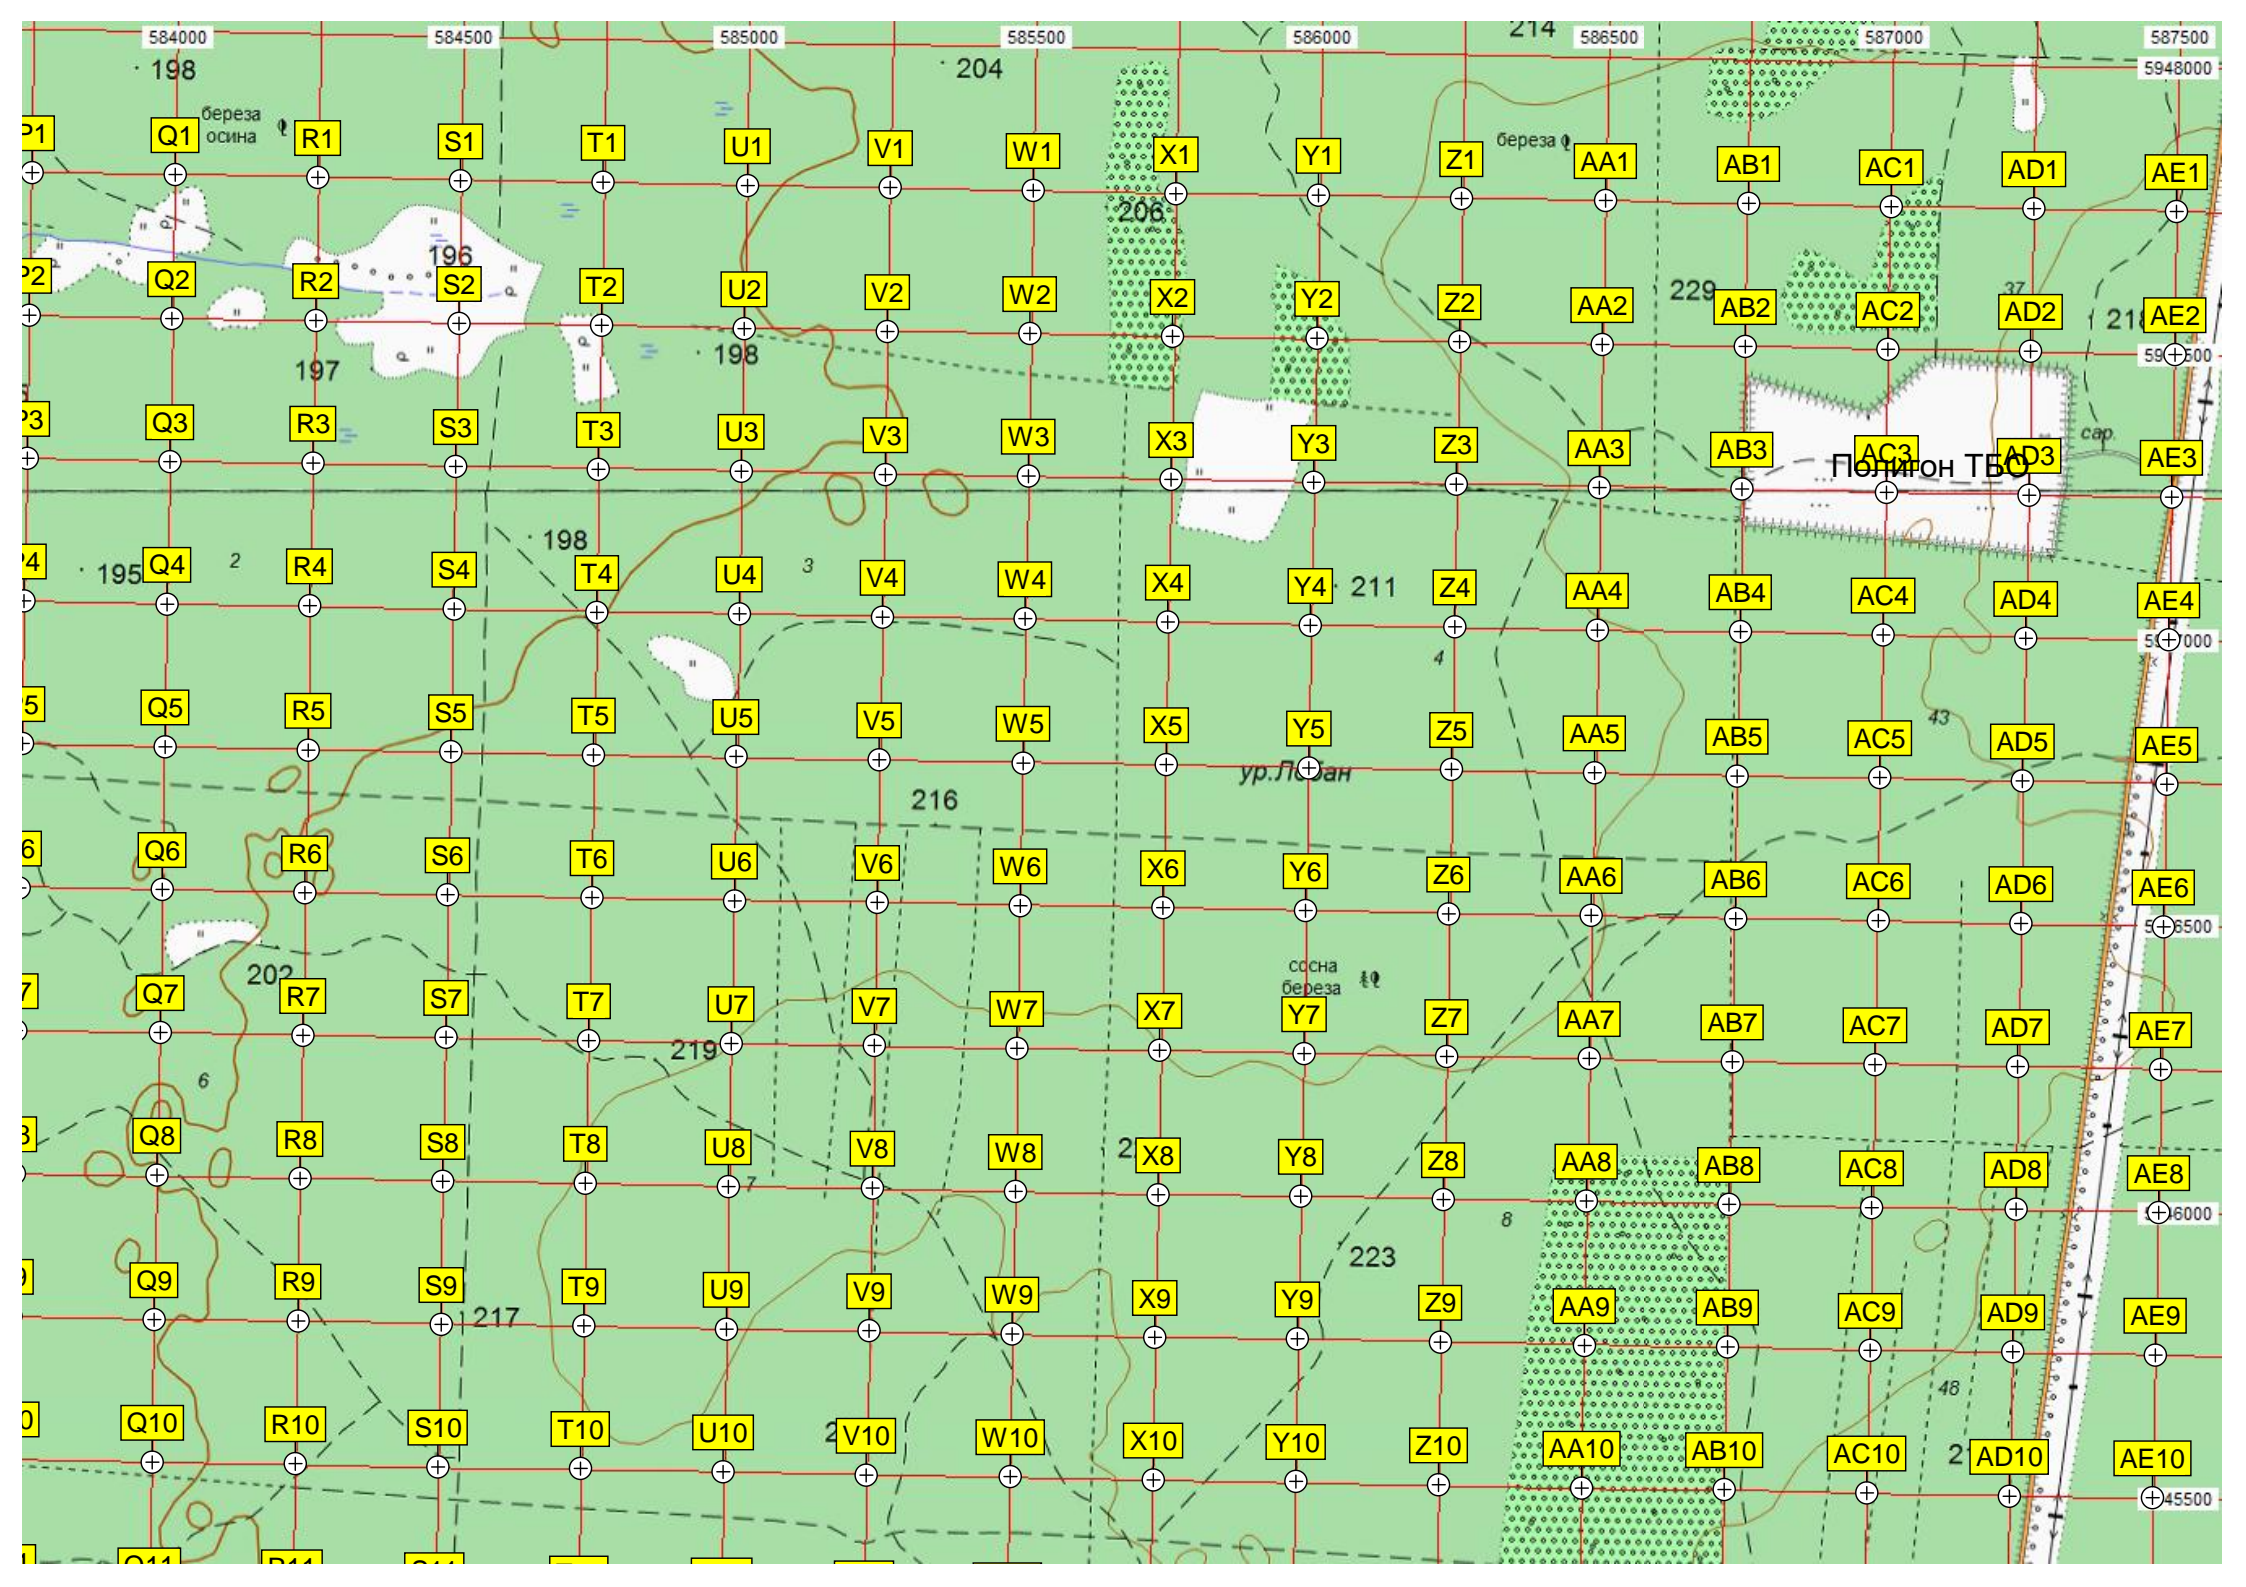 584000 584500 585000 585500 586000 586500 587000 587500
214
198 204 5948000
береза
осина
береза
P1 Q1 R1 S1 T1 U1 V1 W1 X1 Y1 Z1 AA1 AB1 AC1 AD1 AE1
206
196
229 37
P2 Q2 R2 S2 T2 U2 V2 W2 X2 Y2 Z2 AA2 AB2 AC2 AD2 AE2
198
197
сар.
P3 Q3 R3 S3 T3 U3 V3 W3 X3 Y3 Z3 AA3 AB3 AC3 AD3 AE3
Полигон ТБО
198
195 2 3 211
P4 Q4 R4 S4 T4 U4 V4 W4 X4 Y4 Z4 AA4 AB4 AC4 AD4 AE4
4
43
Q5 R5 S5 T5 U5 V5 W5 X5 Y5 Z5 AA5 AB5 AC5 AD5 AE5
ур.Лобан
216
Q6 R6 S6 T6 U6 V6 W6 X6 Y6 Z6 AA6 AB6 AC6 AD6 AE6
202
сосна
береза
Q7 R7 S7 T7 U7 V7 W7 X7 Y7 Z7 AA7 AB7 AC7 AD7 AE7
219
6
Q8 R8 S8 T8 U8 V8 W8 X8 Y8 Z8 AA8 AB8 AC8 AD8 AE8
7
8
223
Q9 R9 S9 T9 U9 V9 W9 X9 Y9 Z9 AA9 AB9 AC9 AD9 AE9
217
48
Q10 R10 S10 T10 U10 V10 W10 X10 Y10 Z10 AA10 AB10 AC10 AD10 AE10